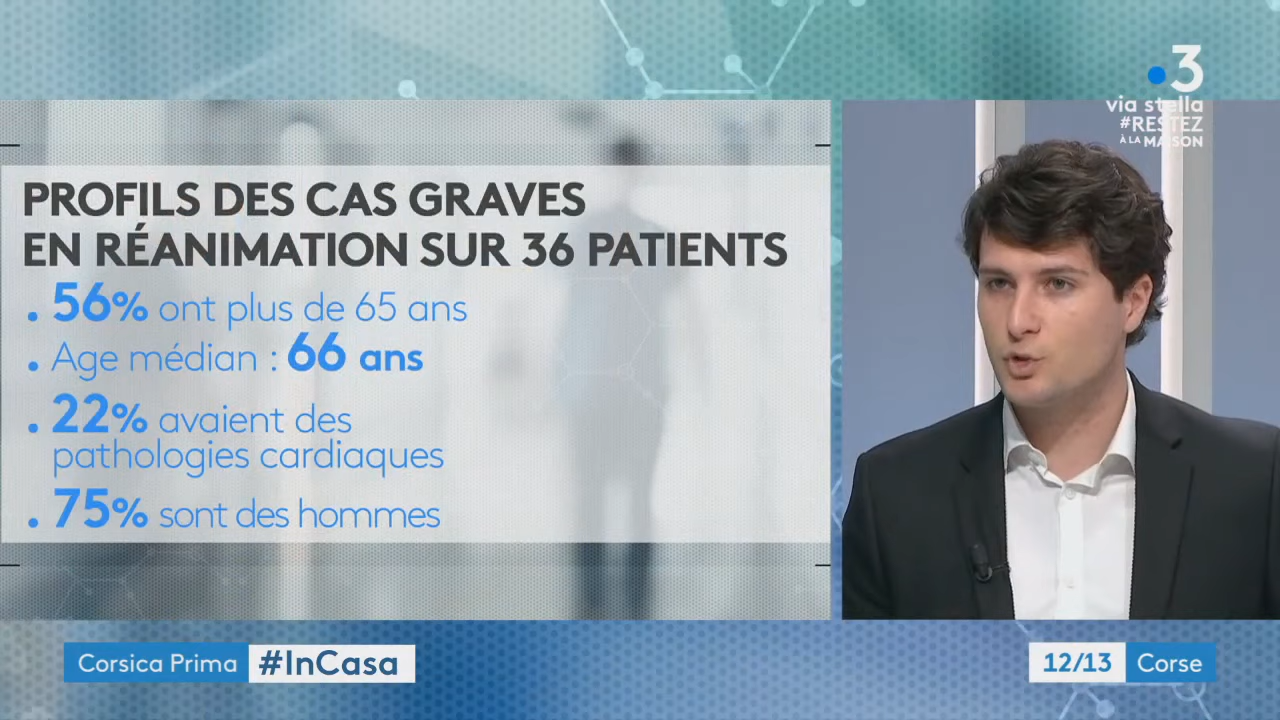 3
via stella
#RESTEZ
À LA MAISON
PROFILS DES CAS GRAVES
EN RÉANIMATION SUR 36 PATIENTS
. 56% ont plus de 65 ans
. Age médian : 66 ans
. 22% avaient des
pathologies cardiaques
. 75% sont des hommes
Corsica Prima #InCasa
12/13 Corse